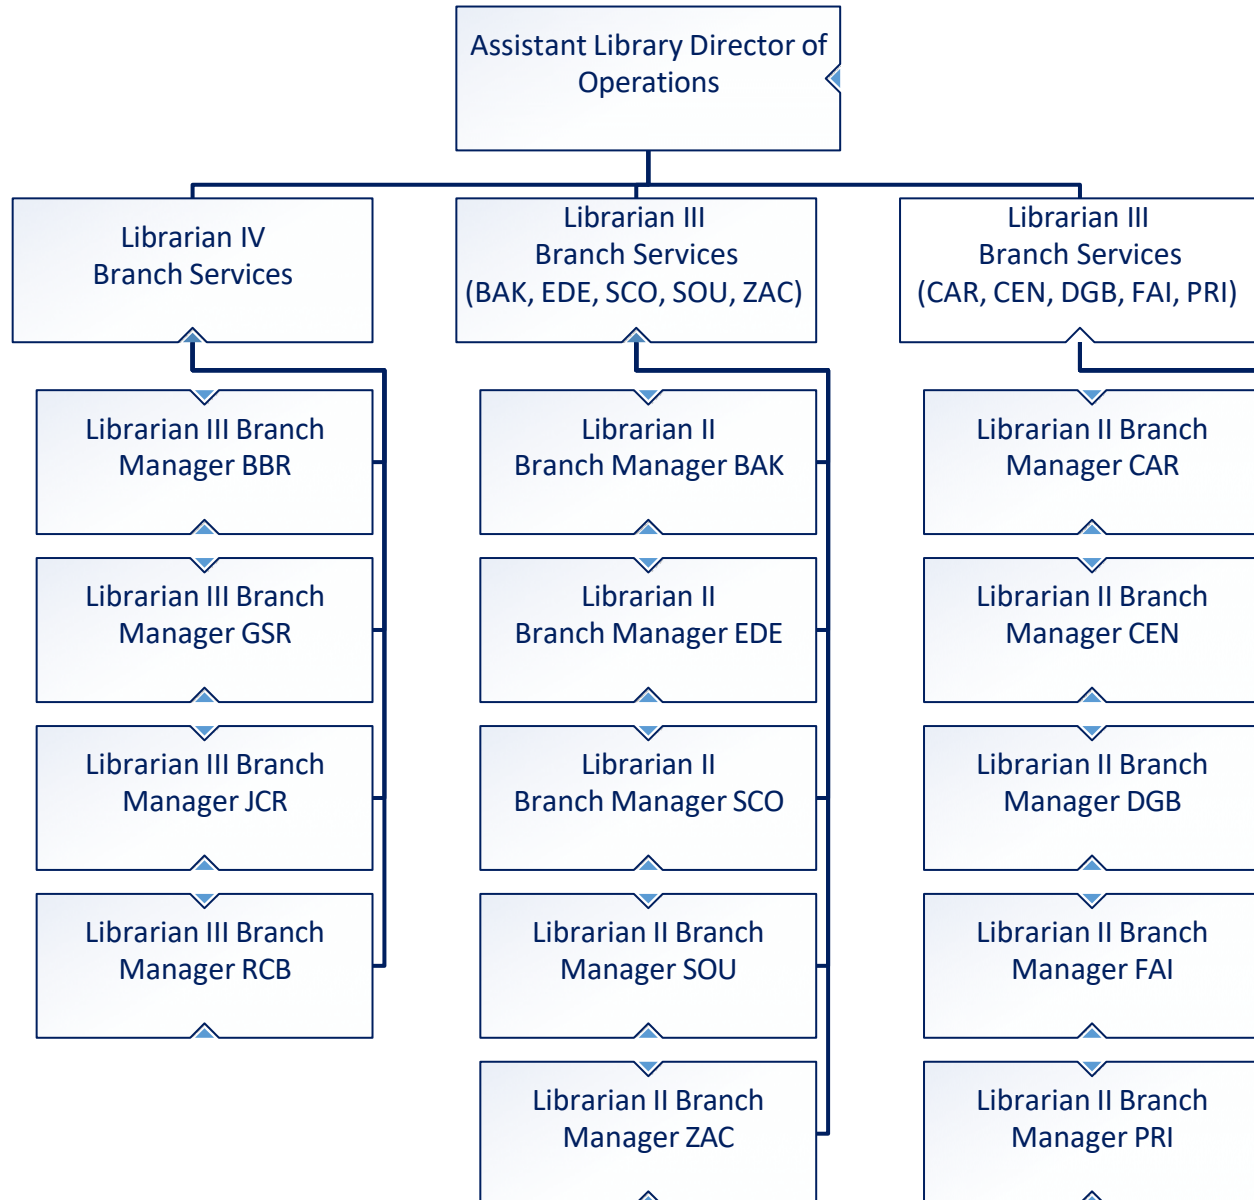 Assistant Library Director of
Operations
Librarian IV
Branch Services
Librarian III
Branch Services
(BAK, EDE, SCO, SOU, ZAC)
Librarian III
Branch Services
(CAR, CEN, DGB, FAI, PRI)
Librarian III Branch
Manager BBR
Librarian III Branch
Manager GSR
Librarian III Branch
Manager JCR
Librarian III Branch
Manager RCB
Librarian II
Branch Manager BAK
Librarian II
Branch Manager EDE
Librarian II
Branch Manager SCO
Librarian II Branch
Manager SOU
Librarian II Branch
Manager ZAC
Librarian II Branch
Manager CAR
Librarian II Branch
Manager CEN
Librarian II Branch
Manager DGB
Librarian II Branch
Manager FAI
Librarian II Branch
Manager PRI